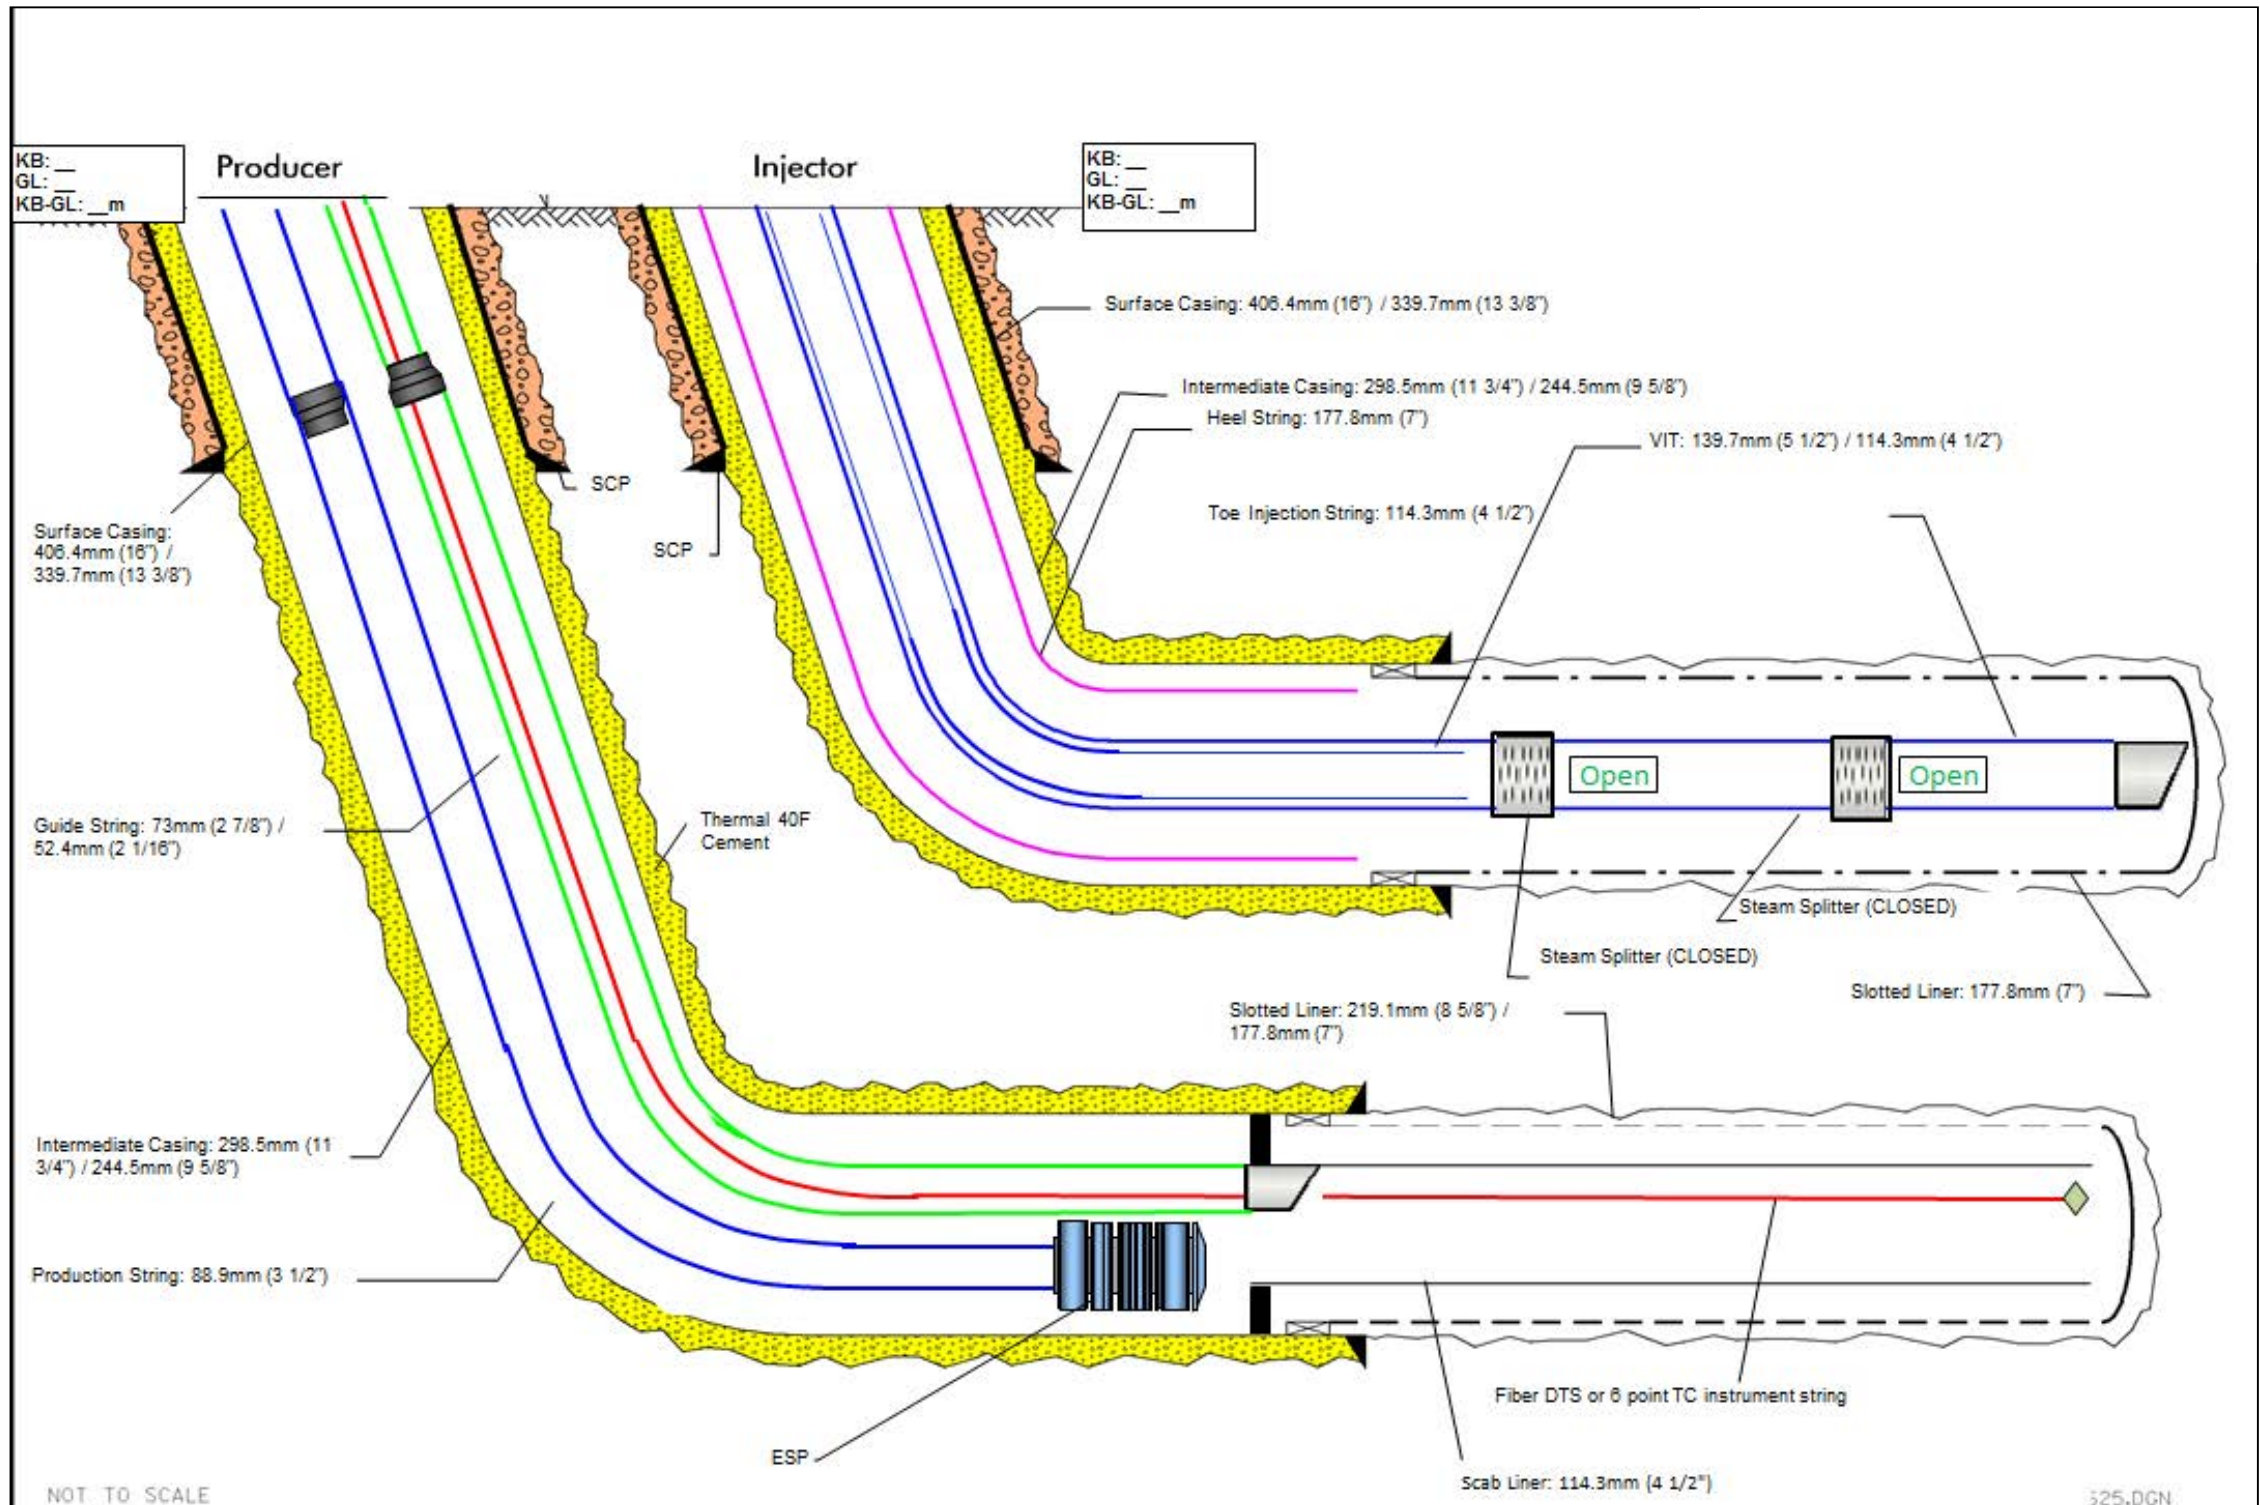 KB: __
GL: __
KB-GL: __m
Producer
Injector
KB: __
GL: __
KB-GL: __m
Surface Casing: 406.4mm (16") / 339.7mm (13 3/8")
Intermediate Casing: 298.5mm (11 3/4") / 244.5mm (9 5/8")
Heel String: 177.8mm (7")
VIT: 139.7mm (5 1/2") / 114.3mm (4 1/2")
SCP
Toe Injection String: 114.3mm (4 1/2")
Surface Casing:
406.4mm (16") /
339.7mm (13 3/8")
SCP
Open
Open
Guide String: 73mm (2 7/8") /
52.4mm (2 1/16")
Thermal 40F
Cement
Steam Splitter (CLOSED)
Steam Splitter (CLOSED)
Slotted Liner: 177.8mm (7")
Slotted Liner: 219.1mm (8 5/8") /
177.8mm (7")
Intermediate Casing: 298.5mm (11
3/4") / 244.5mm (9 5/8")
Production String: 88.9mm (3 1/2")
Fiber DTS or 6 point TC instrument string
ESP
Scab Liner: 114.3mm (4 1/2")
NOT TO SCALE
525.DGN